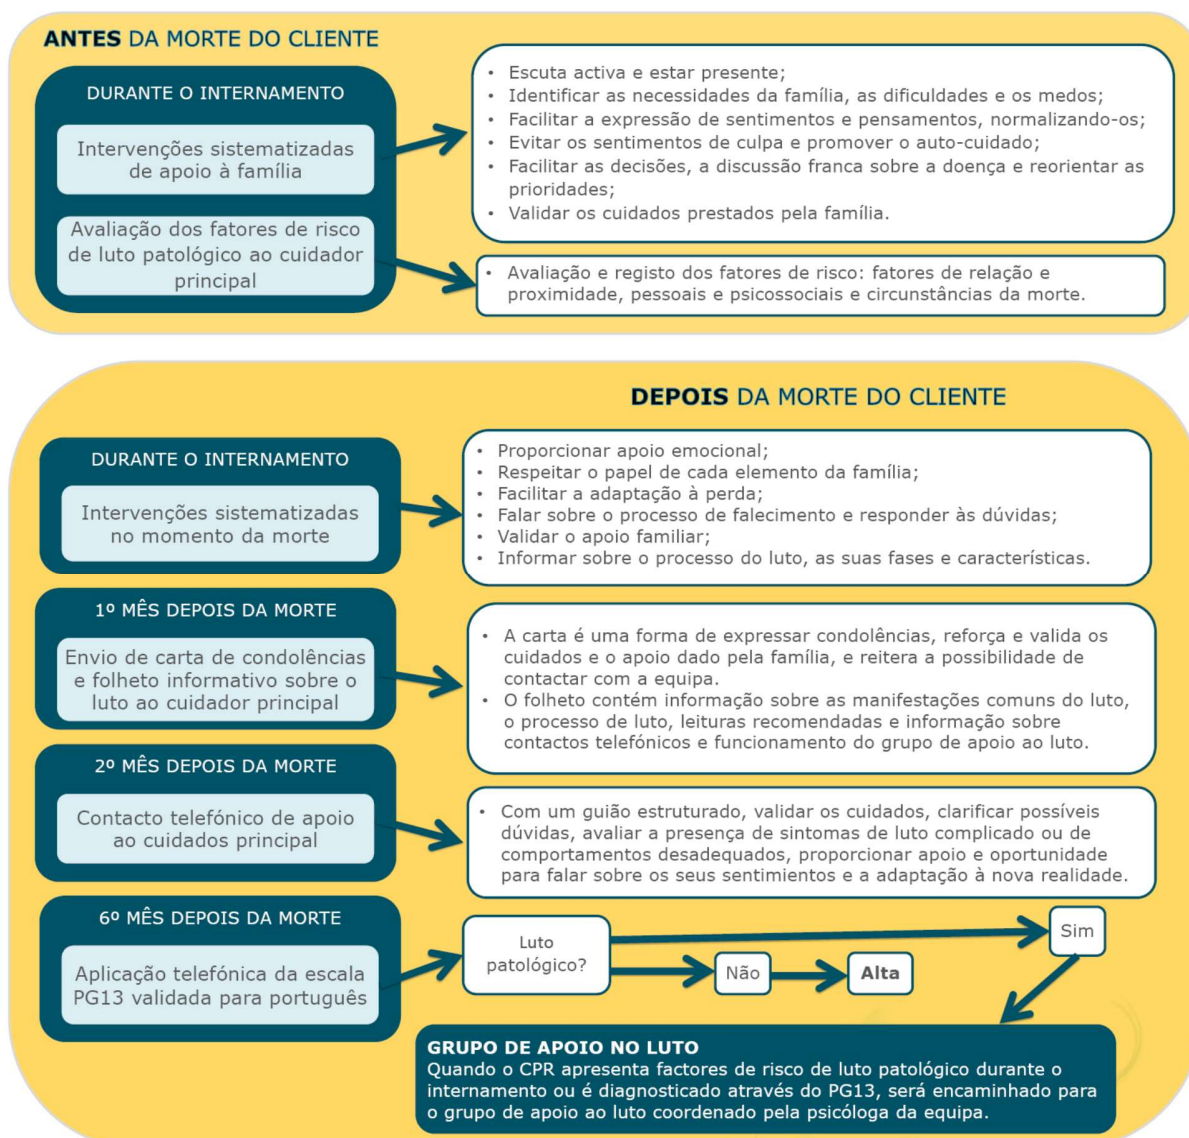 ANTES DA MORTE DO CLIENTE
DURANTE O INTERNAMENTO
Intervenções sistematizadas
de apoio à família
• Escuta activa e estar presente;
• Identificar as necessidades da família, as dificuldades e os medos;
• Facilitar a expressão de sentimentos e pensamentos, normalizando-os;
• Evitar os sentimentos de culpa e promover o auto-cuidado;
• Facilitar as decisões, a discussão franca sobre a doença e reorientar as
prioridades;
• Validar os cuidados prestados pela família.
Avaliação dos fatores de risco
de luto patológico ao cuidador
principal
• Avaliação e registo dos fatores de risco: fatores de relação e
proximidade, pessoais e psicossociais e circunstâncias da morte.
DEPOIS DA MORTE DO CLIENTE
DURANTE O INTERNAMENTO
Intervenções sistematizadas
no momento da morte
• Proporcionar apoio emocional;
• Respeitar o papel de cada elemento da família;
• Facilitar a adaptação à perda;
• Falar sobre o processo de falecimento e responder às dúvidas;
• Validar o apoio familiar;
• Informar sobre o processo do luto, as suas fases e características.
1º MÊS DEPOIS DA MORTE
Envio de carta de condolências
e folheto informativo sobre o
luto ao cuidador principal
• A carta é uma forma de expressar condolências, reforça e valida os
cuidados e o apoio dado pela família, e reitera a possibilidade de
contactar com a equipa.
• O folheto contém informação sobre as manifestações comuns do luto,
o processo de luto, leituras recomendadas e informação sobre
contactos telefónicos e funcionamento do grupo de apoio ao luto.
2º MÊS DEPOIS DA MORTE
Contacto telefónico de apoio
ao cuidados principal
• Com um guião estruturado, validar os cuidados, clarificar possíveis
dúvidas, avaliar a presença de sintomas de luto complicado ou de
comportamentos desadequados, proporcionar apoio e oportunidade
para falar sobre os seus sentimientos e a adaptação à nova realidade.
6º MÊS DEPOIS DA MORTE
Aplicação telefónica da escala
PG13 validada para português
Luto
patológico?
Sim
Não
Alta
GRUPO DE APOIO NO LUTO
Quando o CPR apresenta factores de risco de luto patológico durante o
internamento ou é diagnosticado através do PG13, será encaminhado para
o grupo de apoio ao luto coordenado pela psicóloga da equipa.